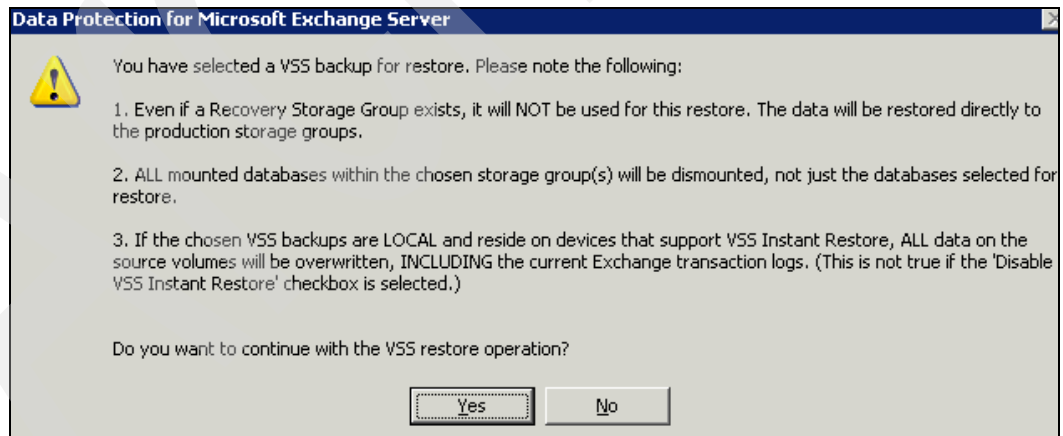 Data Protection for Microsoft Exchange Server
You have selected a VSS backup for restore. Please note the following:
1. Even if a Recovery Storage Group exists, it will NOT be used for this restore. The data will be restored directly to
the production storage groups.
2. ALL mounted databases within the chosen storage group(s) will be dismounted, not just the databases selected for
restore.
3. If the chosen VSS backups are LOCAL and reside on devices that support VSS Instant Restore, ALL data on the
source volumes will be overwritten, INCLUDING the current Exchange transaction logs. (This is not true if the 'Disable
VSS Instant Restore' checkbox is selected.)
Do you want to continue with the VSS restore operation?
Yes
No